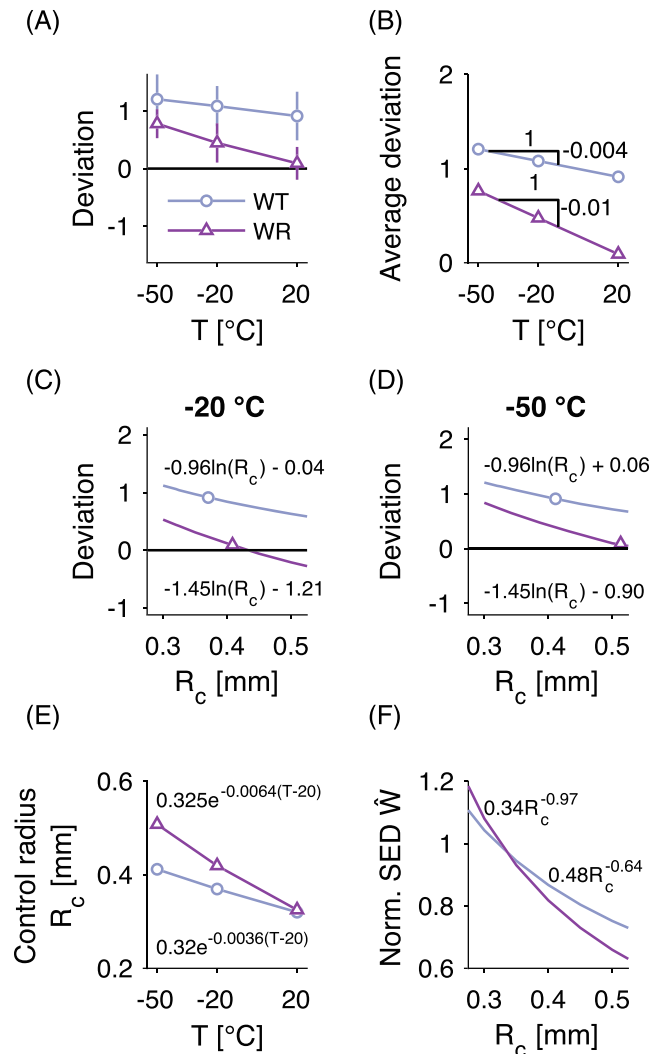 (A)
Deviation
1
0
-1
WT
WR
-50
-20
20
T [°C]
(B)
Average deviation
2
1
0
1
-0.004
1
-0.01
-50
-20
20
T [°C]
(C)
-20 °C
Deviation
2
1
0
-1
-0.96ln(R_c) - 0.04
-1.45ln(R_c) - 1.21
0.3
0.4
0.5
R_c [mm]
(D)
-50 °C
Deviation
2
1
0
-1
-0.96ln(R_c) + 0.06
-1.45ln(R_c) - 0.90
0.3
0.4
0.5
R_c [mm]
(E)
Control radius
R_c [mm]
0.6
0.4
0.2
0.325e^-0.0064(T-20)
0.32e^-0.0036(T-20)
-50
-20
20
T [°C]
(F)
Norm. SED Ŵ
1.2
1
0.8
0.6
0.34R_c^-0.97
0.48R_c^-0.64
0.3
0.4
0.5
R_c [mm]